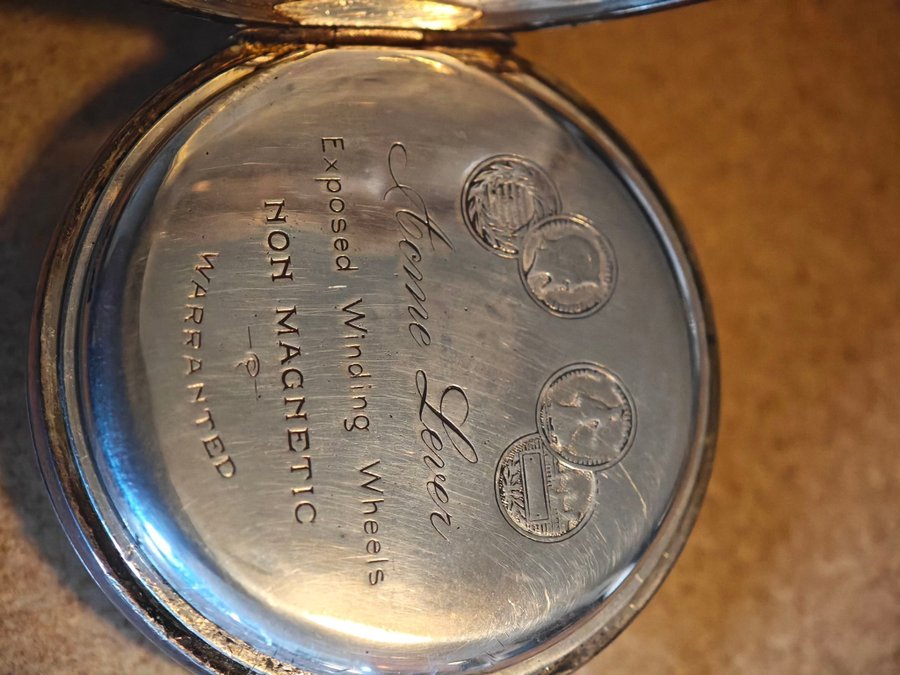 Acme Lever
Exposed, Winding Wheels
NON MAGNETIC
WARRANTED